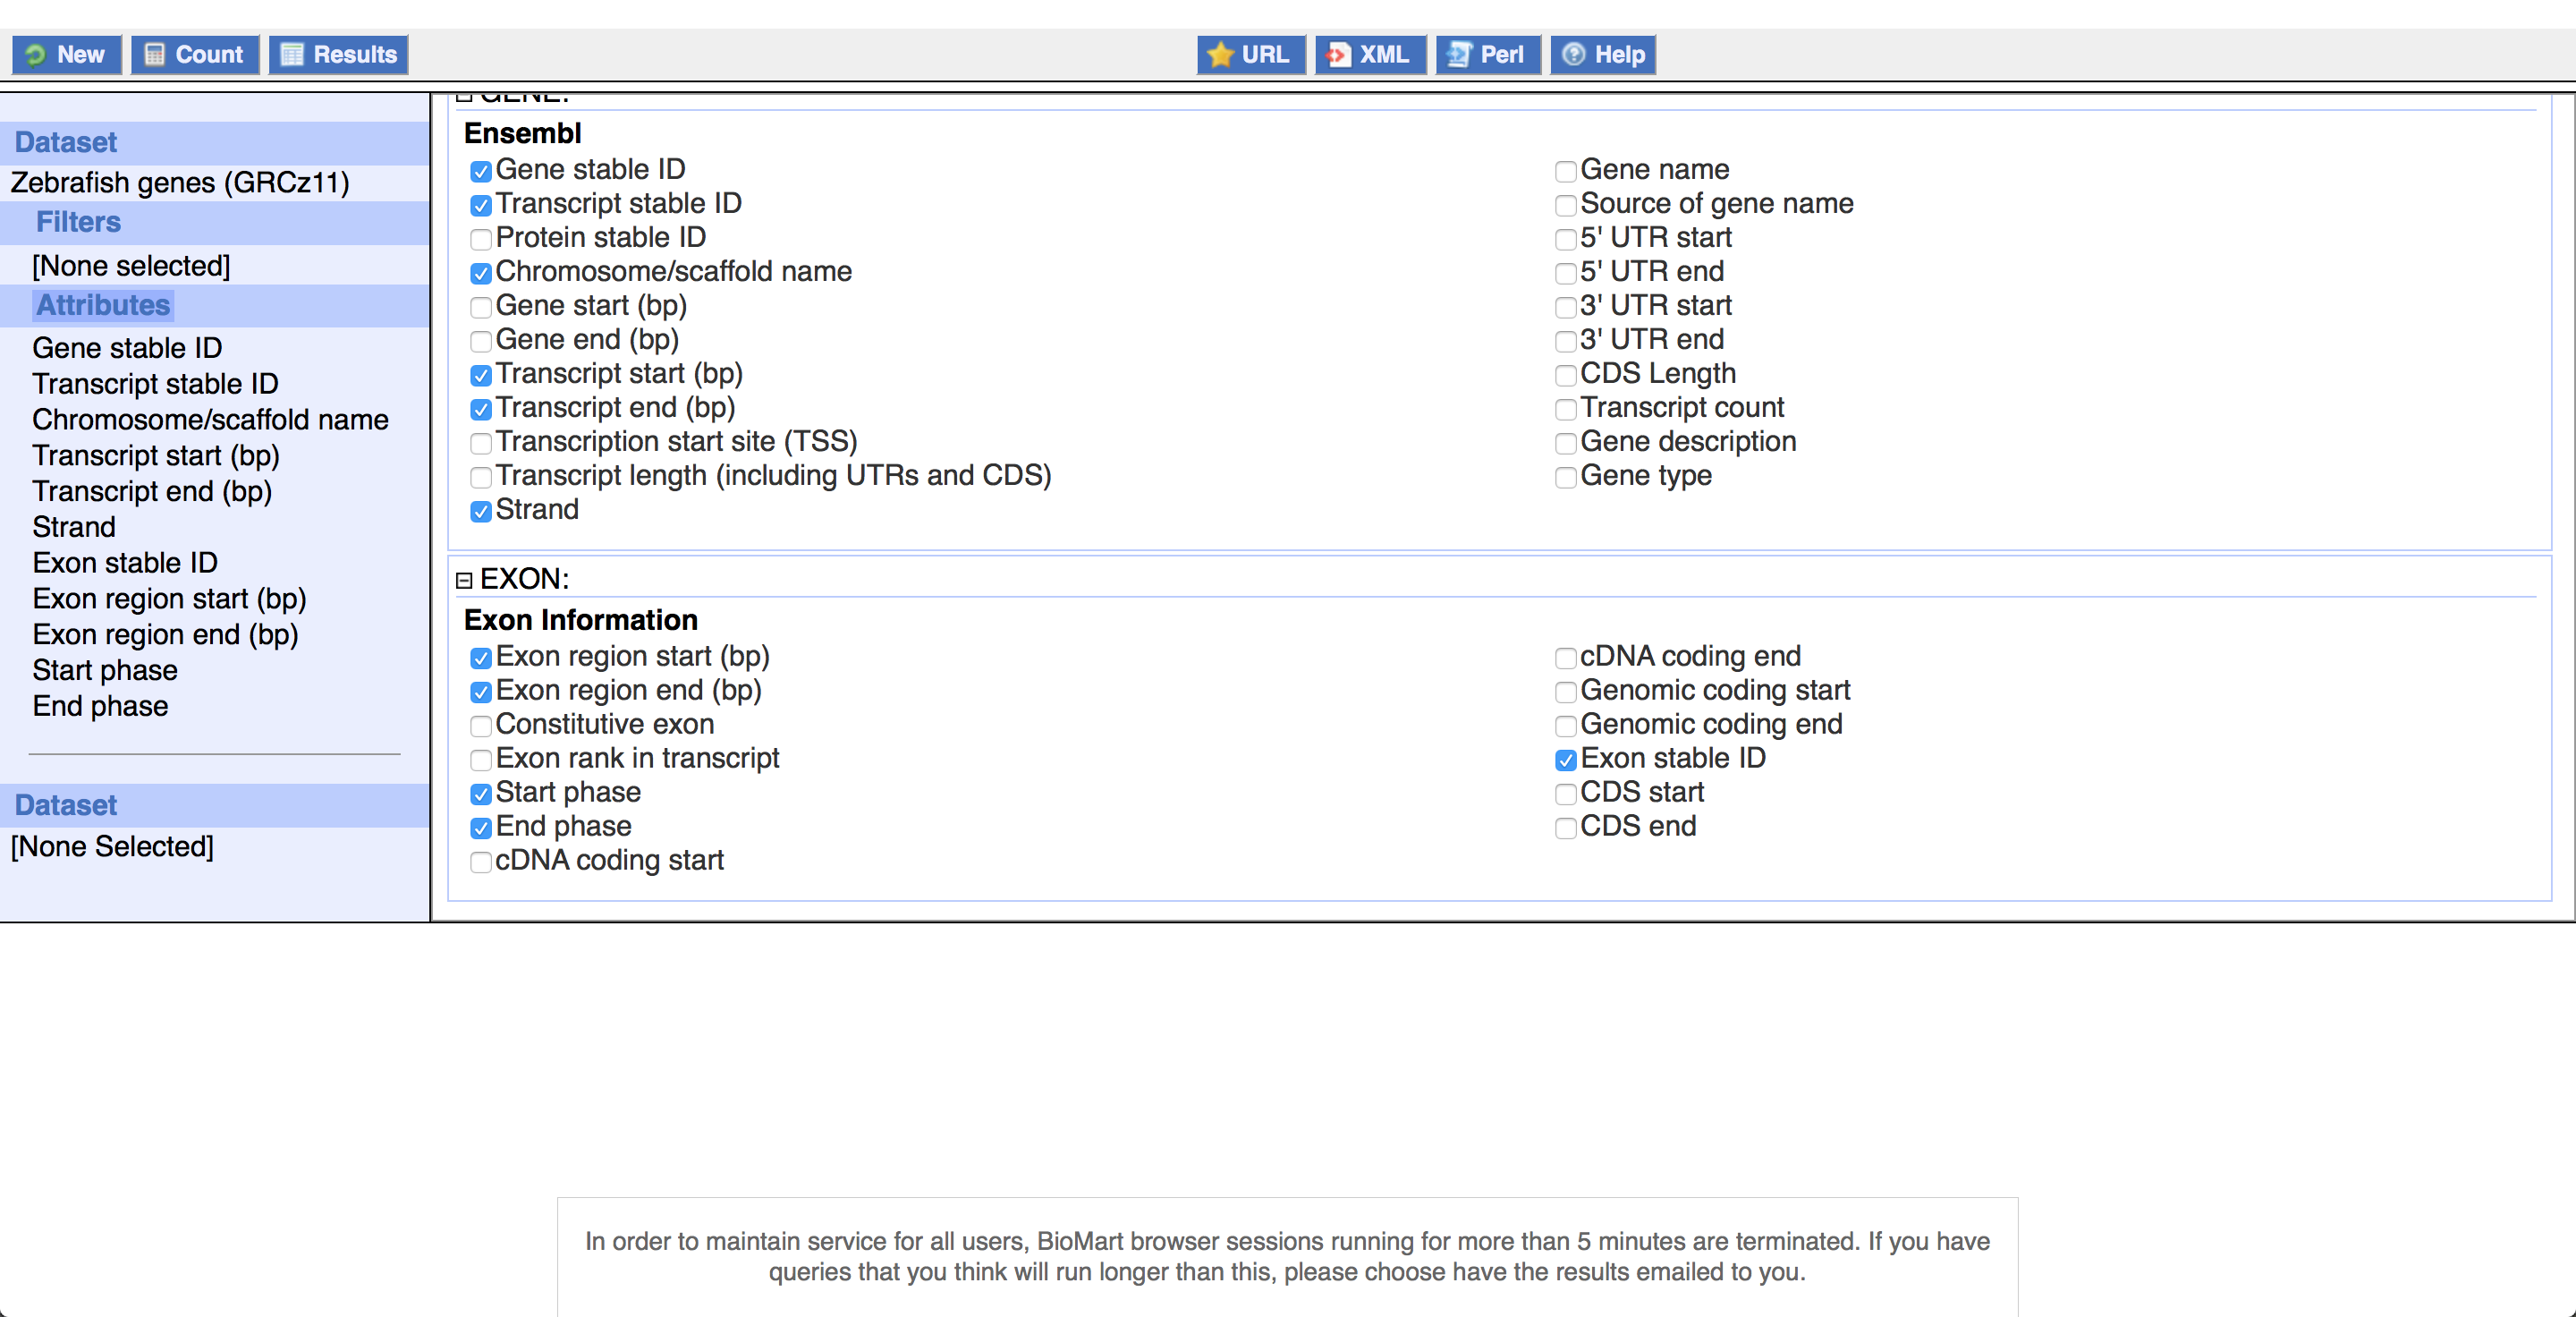 New
Count
Results
URL
XML
Perl
Help
Dataset
Zebrafish genes (GRCz11)
Filters
[None selected]
Attributes
Gene stable ID
Transcript stable ID
Chromosome/scaffold name
Transcript start (bp)
Transcript end (bp)
Strand
Exon stable ID
Exon region start (bp)
Exon region end (bp)
Start phase
End phase
Dataset
[None Selected]
GENE:
Ensembl
Gene stable ID
Transcript stable ID
Protein stable ID
Chromosome/scaffold name
Gene start (bp)
Gene end (bp)
Transcript start (bp)
Transcript end (bp)
Transcription start site (TSS)
Transcript length (including UTRs and CDS)
Strand
Gene name
Source of gene name
5' UTR start
5' UTR end
3' UTR start
3' UTR end
CDS Length
Transcript count
Gene description
Gene type
EXON:
Exon Information
Exon region start (bp)
Exon region end (bp)
Constitutive exon
Exon rank in transcript
Start phase
End phase
cDNA coding start
cDNA coding end
Genomic coding start
Genomic coding end
Exon stable ID
CDS start
CDS end
In order to maintain service for all users, BioMart browser sessions running for more than 5 minutes are terminated. If you have
queries that you think will run longer than this, please choose have the results emailed to you.